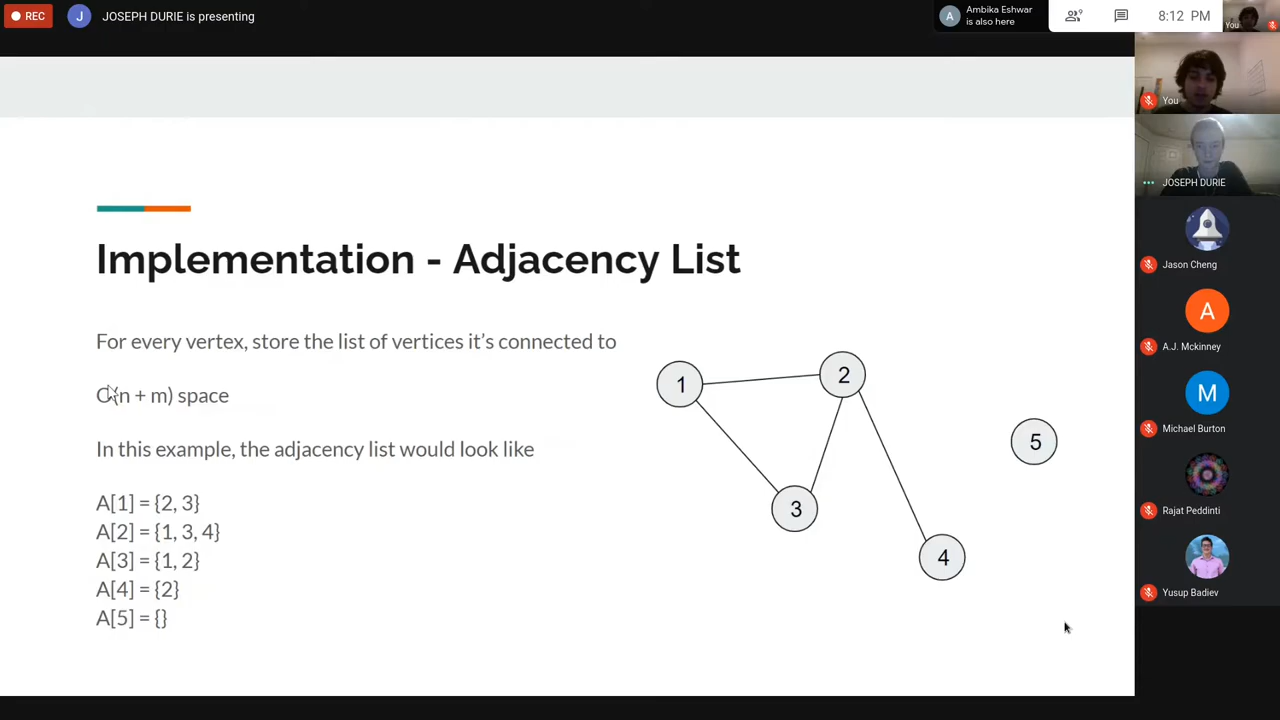 REC
J
JOSEPH DURIE is presenting
A
Ambika Eshwar
is also here
9
8:12 PM
You
You
JOSEPH DURIE
Jason Cheng
A
A.J. Mckinney
M
Michael Burton
Rajat Peddinti
Yusup Badiev
Implementation - Adjacency List
For every vertex, store the list of vertices it's connected to
O(n + m) space
In this example, the adjacency list would look like
A[1] = {2, 3}
A[2] = {1, 3, 4}
A[3] = {1, 2}
A[4] = {2}
A[5] = {}
1
2
3
4
5